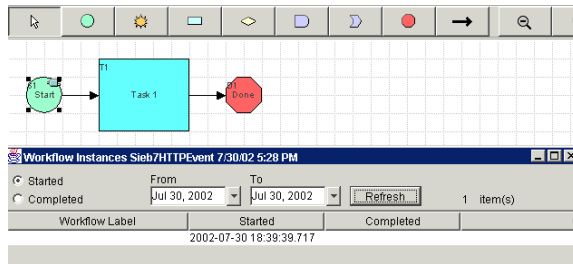 T1
S1
Start
Task 1
D1
Done
Workflow Instances Sieb7HTTPEvent 7/30/02 5:28 PM
Started From To
Completed Jul 30, 2002 Jul 30, 2002 Refresh 1 item(s)
Workflow Label Started Completed
2002-07-30 18:39:39.717